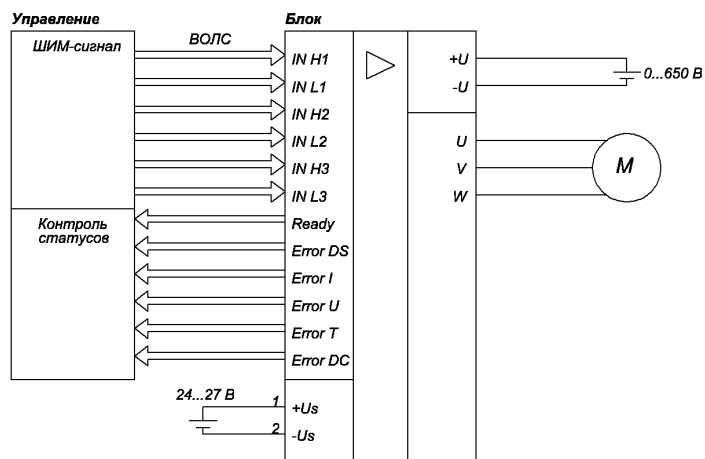 Управление
Блок
ШИМ-сигнал
ВОЛС
IN H1
IN L1
IN H2
IN L2
IN H3
IN L3
Контроль
статусов
Ready
Error DS
Error I
Error U
Error T
Error DC
24...27 В
1
+Us
2
-Us
+U
-U
0...650 В
U
V
W
M